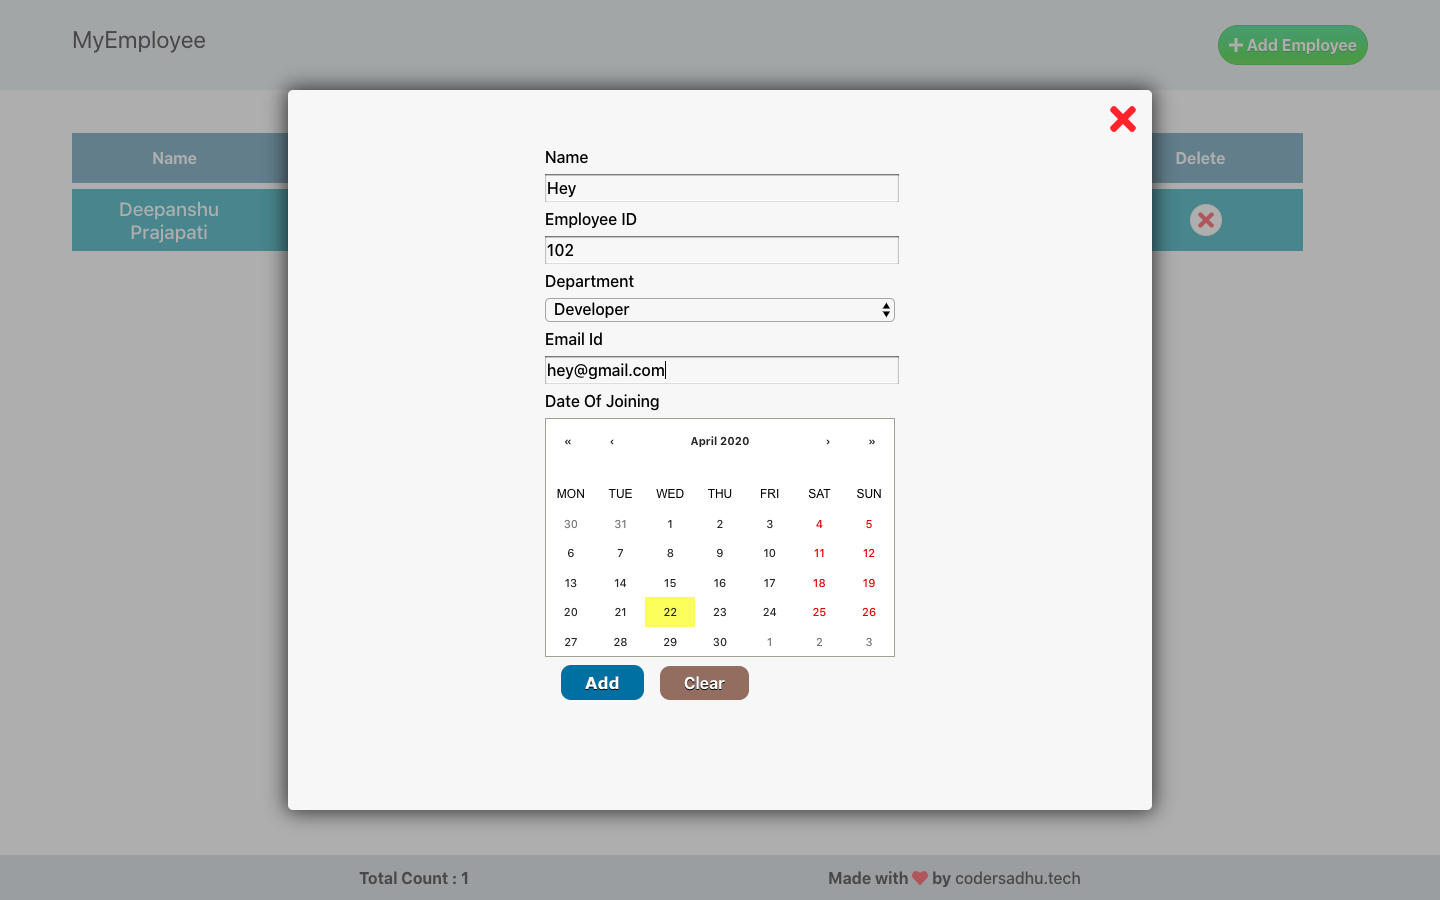 MyEmployee
Add Employee
Name
Delete
Deepanshu
Prajapati
Name
Hey
Employee ID
102
Department
Developer
Email Id
hey@gmail.com
Date Of Joining
« ‹ April 2020 › »
MON TUE WED THU FRI SAT SUN
30 31 1 2 3 4 5
6 7 8 9 10 11 12
13 14 15 16 17 18 19
20 21 22 23 24 25 26
27 28 29 30 1 2 3
Add Clear
Total Count : 1
Made with ❤ by codersadhu.tech